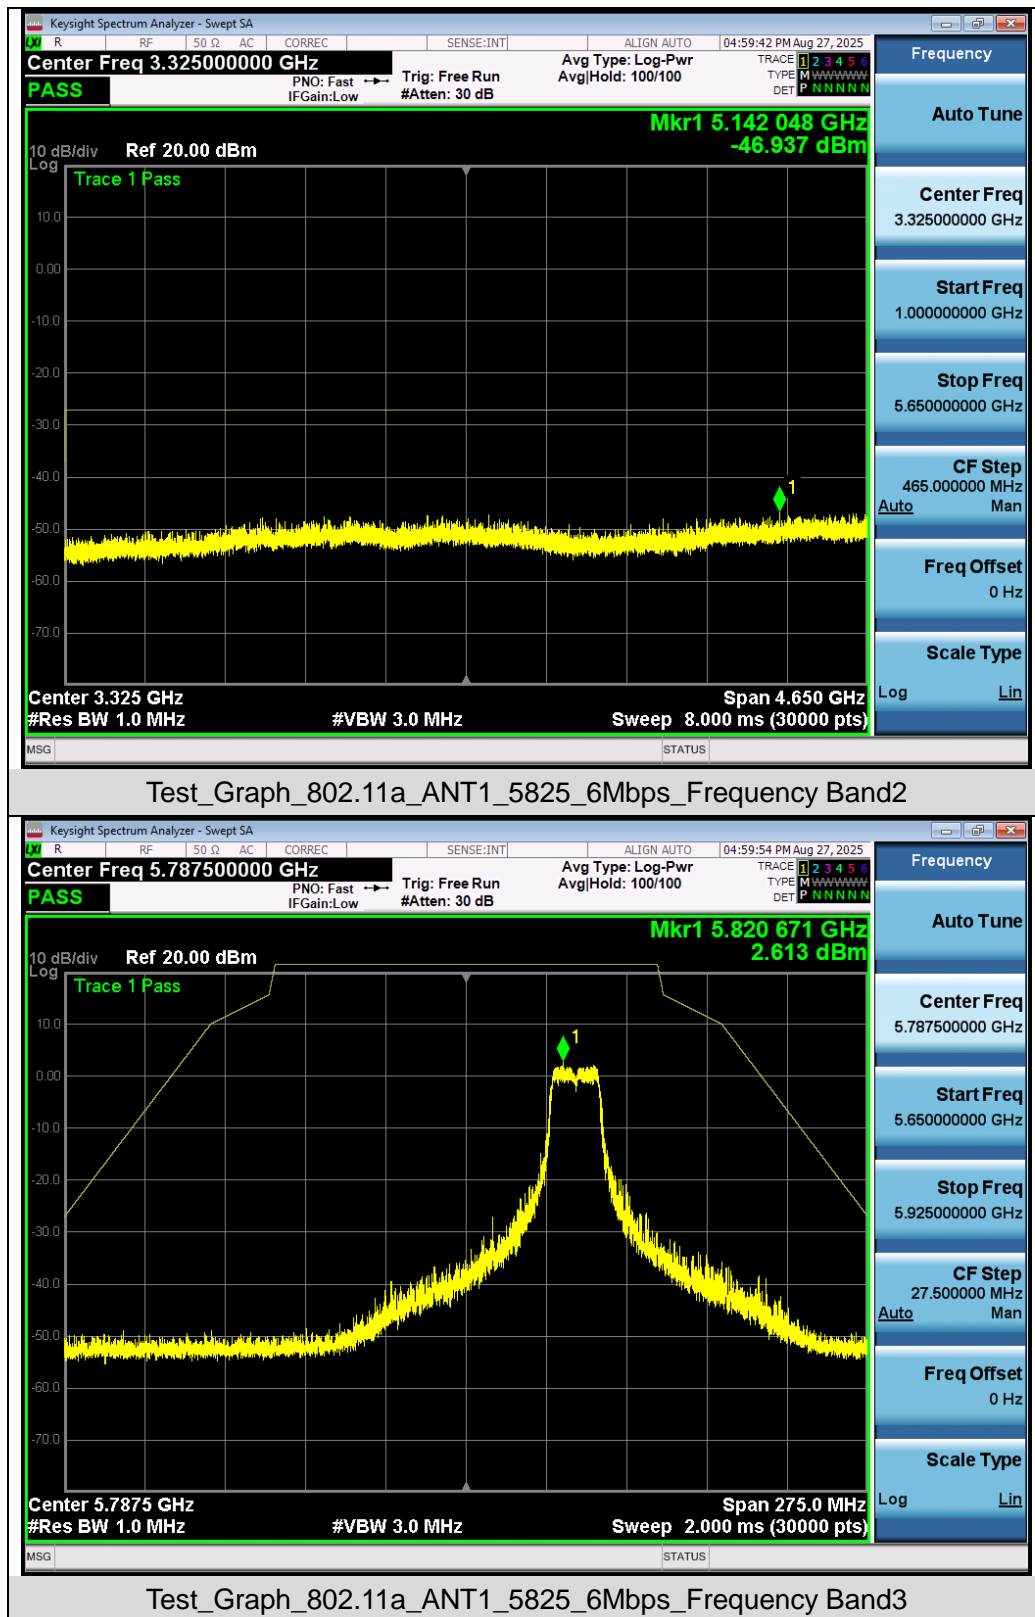 Keysight Spectrum Analyzer - Swept SA
LXI R RF 50 Ω AC CORREC SENSE:INT ALIGN AUTO 04:59:42 PM Aug 27, 2025
Center Freq 3.325000000 GHz
PASS
PNO: Fast
IFGain:Low
Trig: Free Run
#Atten: 30 dB
Avg Type: Log-Pwr
Avg|Hold: 100/100
TRACE 1 2 3 4 5 6
TYPE M WWWWW
DET P N N N N N
Mkr1 5.142 048 GHz
-46.937 dBm
10 dB/div Ref 20.00 dBm
Log
Trace 1 Pass
10.0
0.00
-10.0
-20.0
-30.0
-40.0
-50.0
-60.0
-70.0
1
Center 3.325 GHz Span 4.650 GHz
#Res BW 1.0 MHz #VBW 3.0 MHz Sweep 8.000 ms (30000 pts)
MSG STATUS
Frequency
Auto Tune
Center Freq
3.325000000 GHz
Start Freq
1.000000000 GHz
Stop Freq
5.650000000 GHz
CF Step
465.000000 MHz
Auto Man
Freq Offset
0 Hz
Scale Type
Log Lin
Test_Graph_802.11a_ANT1_5825_6Mbps_Frequency Band2
Keysight Spectrum Analyzer - Swept SA
LXI R RF 50 Ω AC CORREC SENSE:INT ALIGN AUTO 04:59:54 PM Aug 27, 2025
Center Freq 5.787500000 GHz
PASS
PNO: Fast
IFGain:Low
Trig: Free Run
#Atten: 30 dB
Avg Type: Log-Pwr
Avg|Hold: 100/100
TRACE 1 2 3 4 5 6
TYPE M WWWWW
DET P N N N N N
Mkr1 5.820 671 GHz
2.613 dBm
10 dB/div Ref 20.00 dBm
Log
Trace 1 Pass
10.0
0.00
-10.0
-20.0
-30.0
-40.0
-50.0
-60.0
-70.0
1
Center 5.7875 GHz Span 275.0 MHz
#Res BW 1.0 MHz #VBW 3.0 MHz Sweep 2.000 ms (30000 pts)
MSG STATUS
Frequency
Auto Tune
Center Freq
5.787500000 GHz
Start Freq
5.650000000 GHz
Stop Freq
5.925000000 GHz
CF Step
27.500000 MHz
Auto Man
Freq Offset
0 Hz
Scale Type
Log Lin
Test_Graph_802.11a_ANT1_5825_6Mbps_Frequency Band3